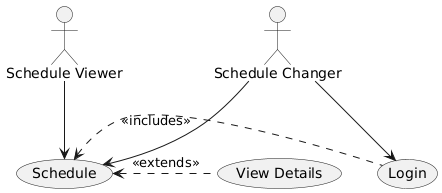 Schedule Viewer
Schedule Changer
«includes»
«extends»
Schedule
View Details
Login